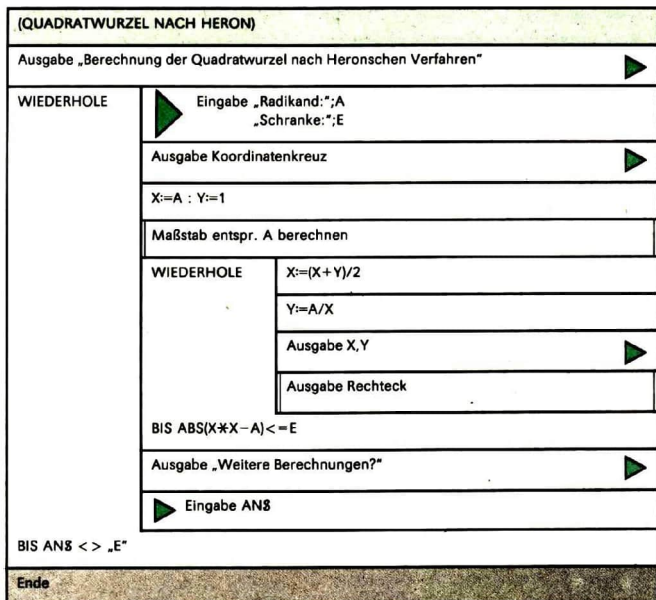 (QUADRATWURZEL NACH HERON)
Ausgabe „Berechnung der Quadratwurzel nach Heronschen Verfahren"
WIEDERHOLE
Eingabe „Radikand:";A
„Schranke:";E
Ausgabe Koordinatenkreuz
X:=A : Y:=1
Maßstab entspr. A berechnen
WIEDERHOLE
X:=(X+Y)/2
Y:=A/X
Ausgabe X,Y
Ausgabe Rechteck
BIS ABS(X*X−A)<=E
Ausgabe „Weitere Berechnungen?"
Eingabe AN$
BIS AN$ <> „E"
Ende